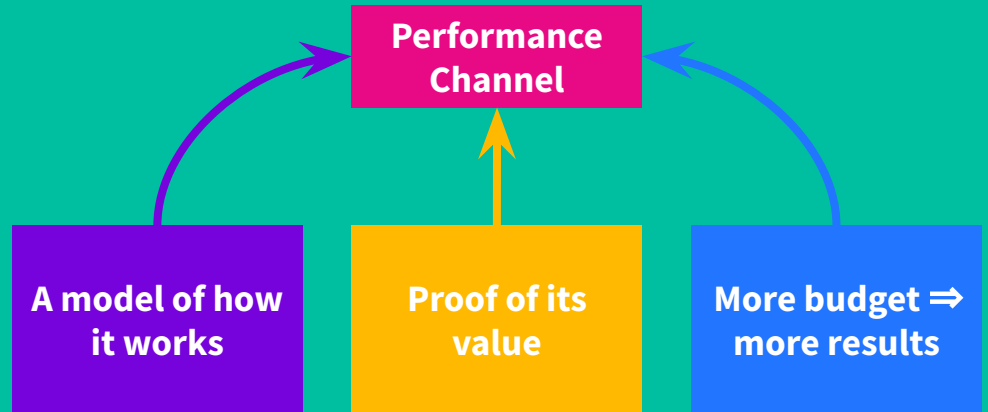 Performance
Channel
A model of how
it works
Proof of its
value
More budget ⇒
more results